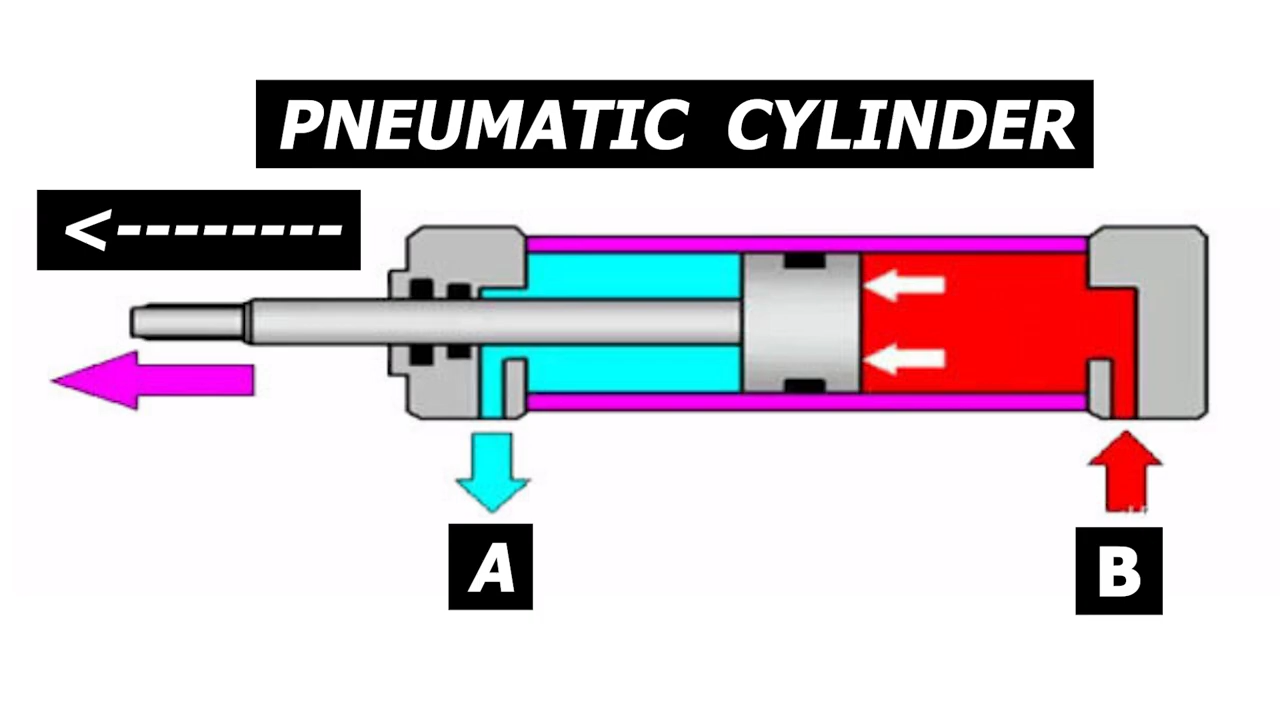 PNEUMATIC CYLINDER
<--------
A
B